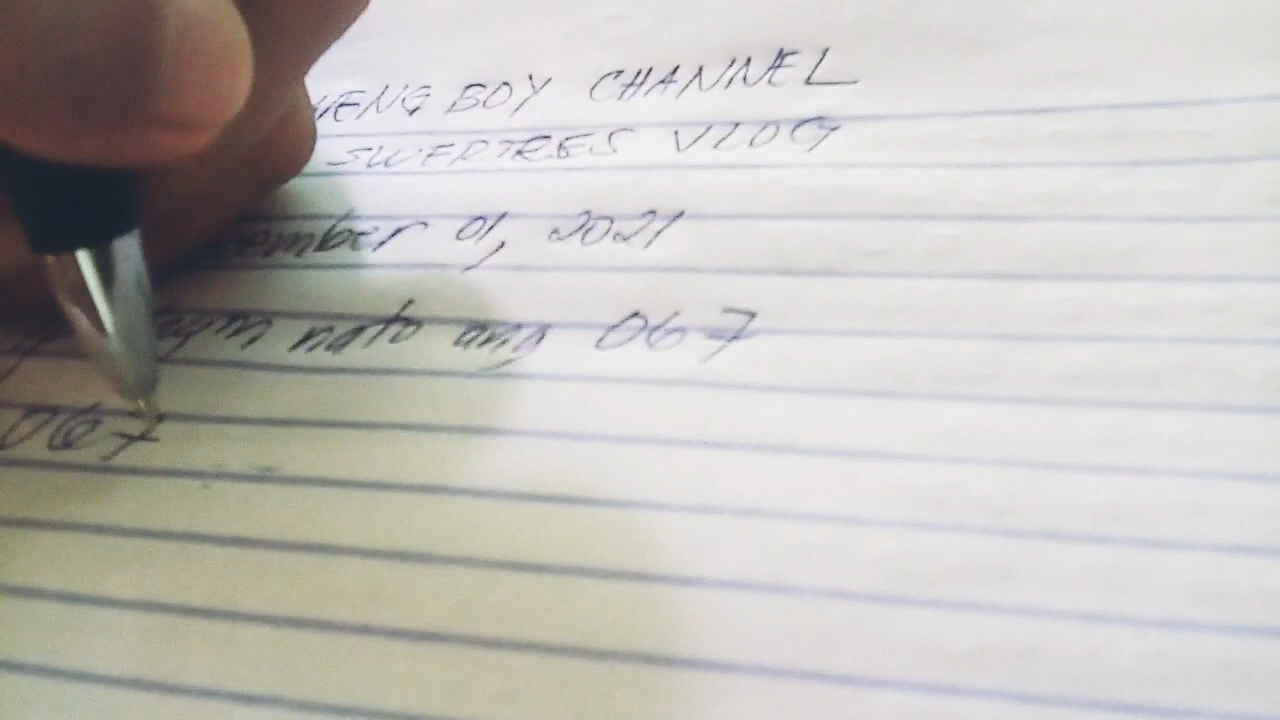 BOY CHANNEL
SWERTRES VLOG
01, 2021
nato ang 067
067